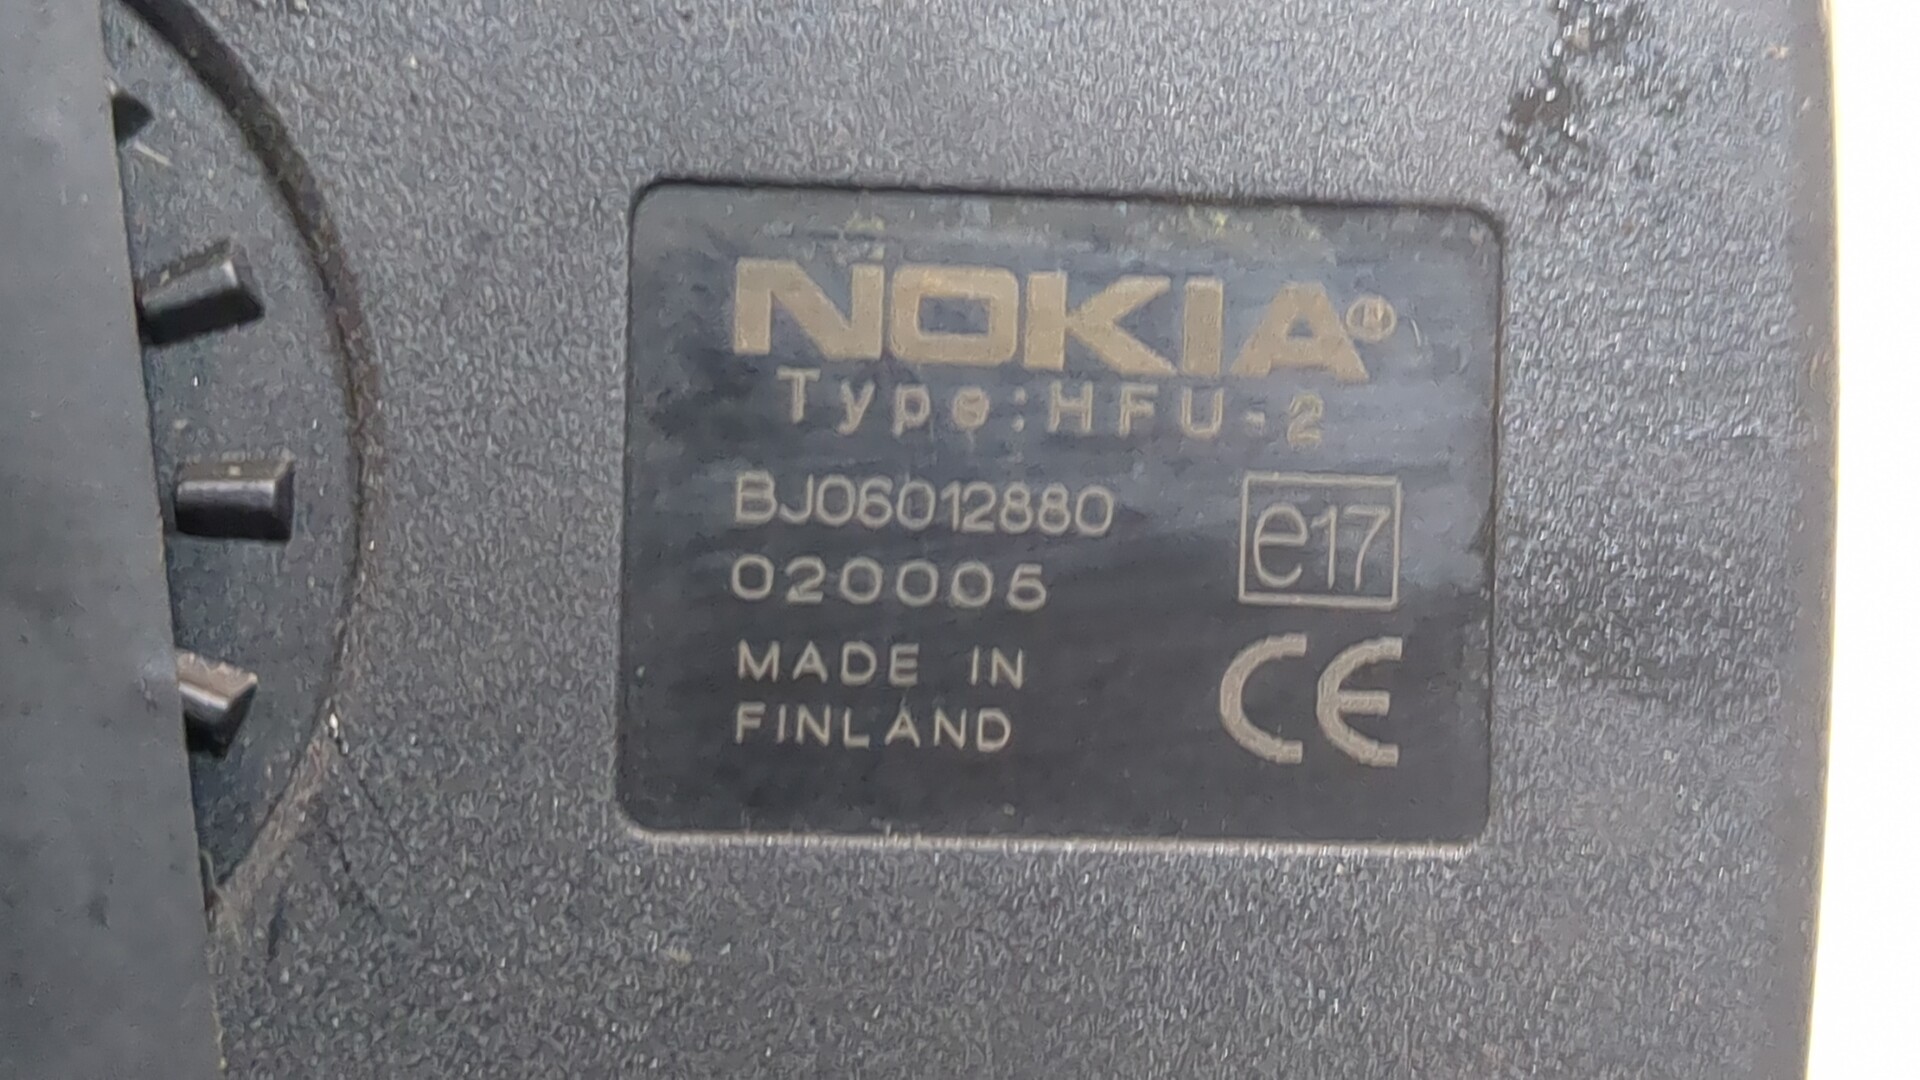 NOKIA®
Type:HFU-2
BJ06012880
020005
e17
MADE IN
FINLAND
CE